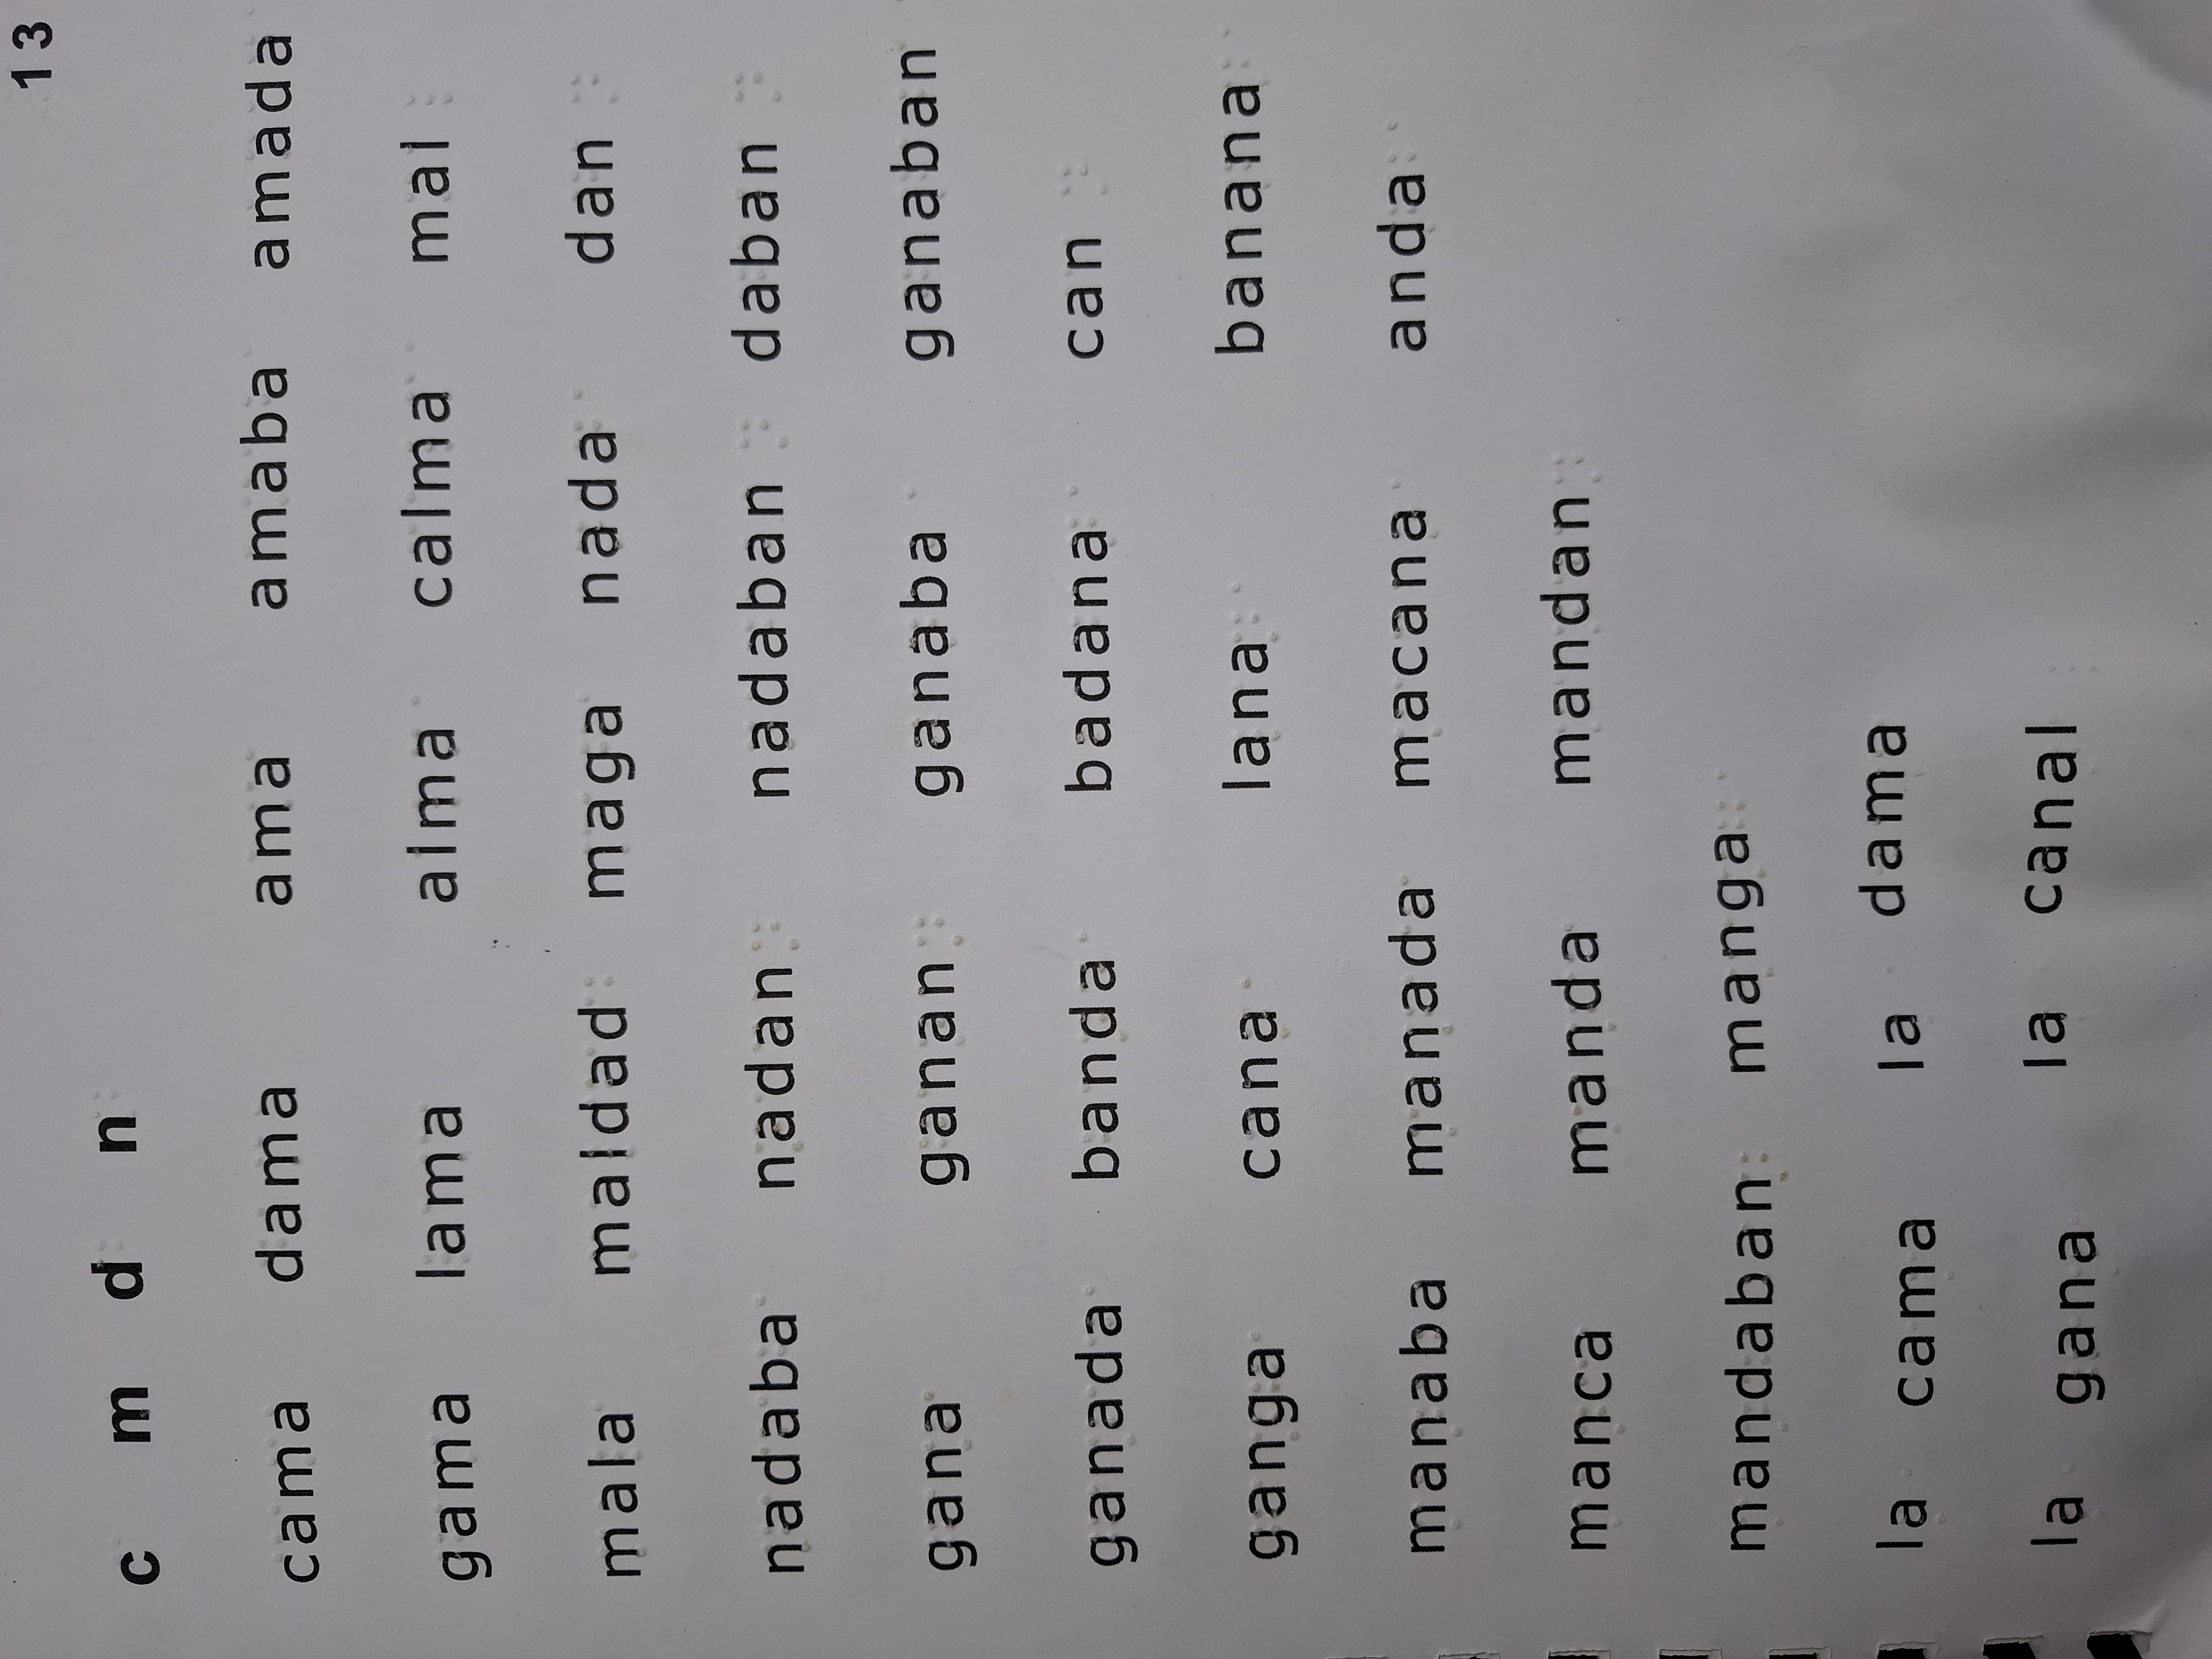 13
c m d n
cama dama ama amaba amada
gama lama alma calma mal
mala maldad maga nada dan
nadaba nadan nadaban daban
gana ganan ganaba ganaban
ganada banda badana can
ganga cana lana banana
manaba manada macana anda
manca manda mandan
mandaban manga
la cama la dama
la gana la canal